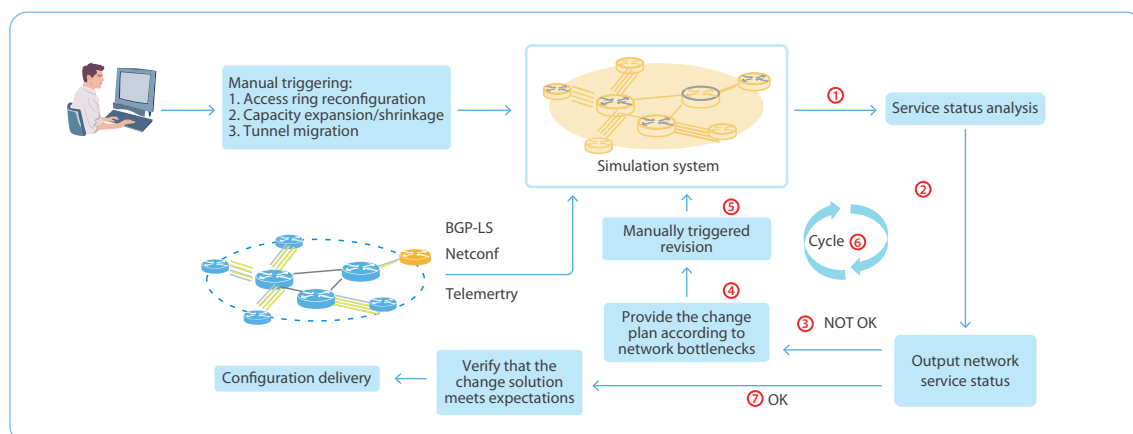 Manual triggering:
1. Access ring reconfiguration
2. Capacity expansion/shrinkage
3. Tunnel migration
Simulation system
①
Service status analysis
②
⑤
Manually triggered
revision
Cycle ⑥
BGP-LS
Netconf
Telemertry
④
Provide the change
plan according to
network bottlenecks
③ NOT OK
Output network
service status
Configuration delivery
Verify that the
change solution
meets expectations
⑦ OK